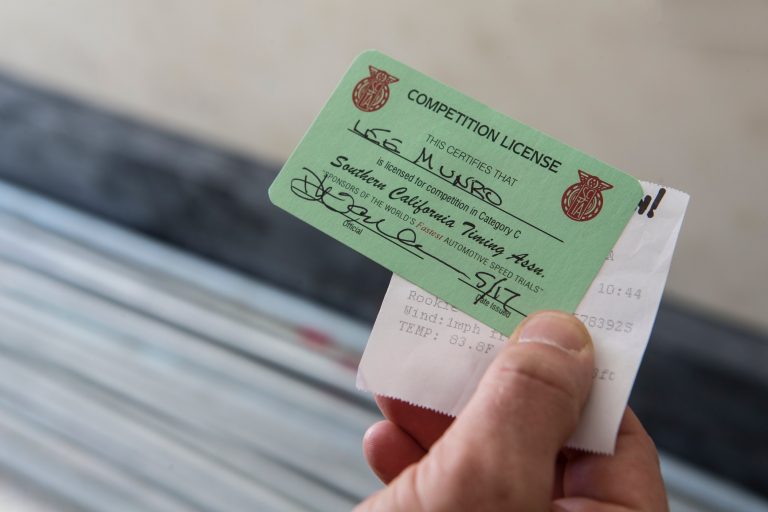 COMPETITION LICENSE
THIS CERTIFIES THAT
LEE MUNRO
is licensed for competition in Category C
Southern California Timing Assn.
"SPONSORS OF THE WORLD'S Fastest AUTOMOTIVE SPEED TRIALS"
5/17
Official
Date Issued
10:44
Rookie
783925
Wind:1mph
TEMP: 83.8F